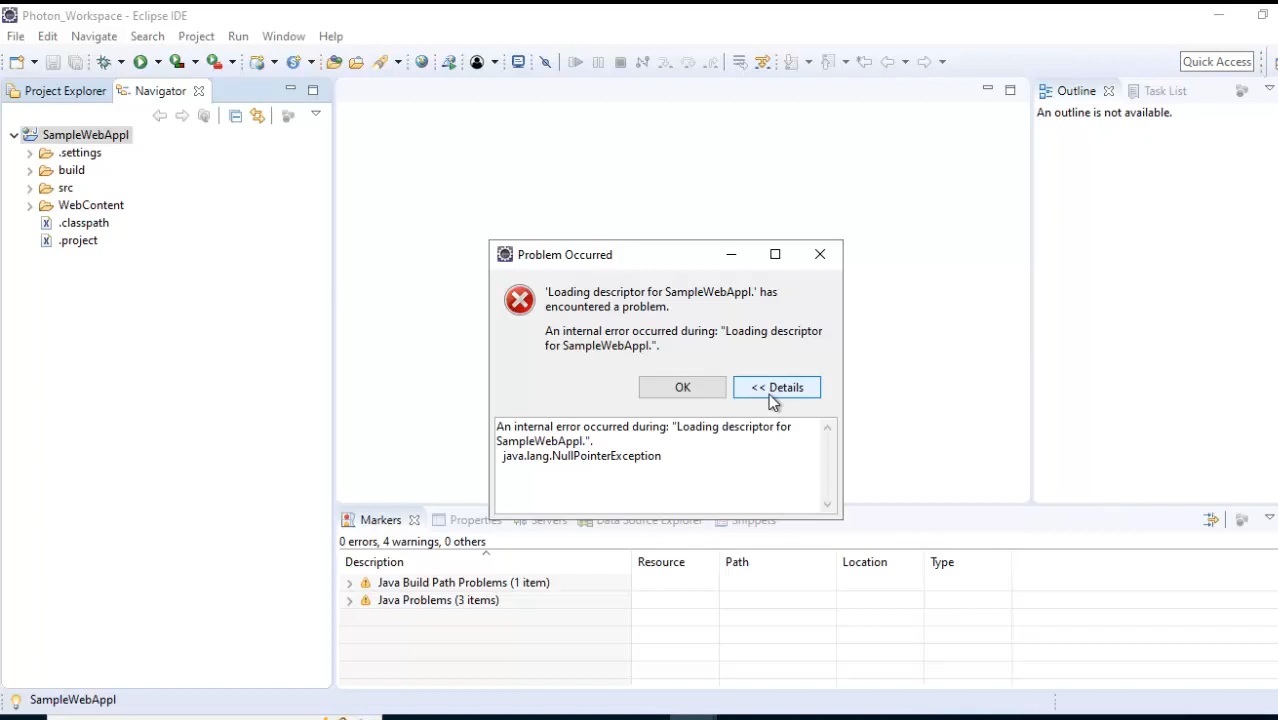 Photon_Workspace - Eclipse IDE
File Edit Navigate Search Project Run Window Help
Quick Access
Project Explorer Navigator
Outline Task List
An outline is not available.
SampleWebAppl
.settings
build
src
WebContent
.classpath
.project
Problem Occurred
'Loading descriptor for SampleWebAppl.' has
encountered a problem.
An internal error occurred during: "Loading descriptor
for SampleWebAppl.".
OK << Details
An internal error occurred during: "Loading descriptor for
SampleWebAppl.".
java.lang.NullPointerException
Markers Properties Servers Data Source Explorer Snippets
0 errors, 4 warnings, 0 others
Description Resource Path Location Type
Java Build Path Problems (1 item)
Java Problems (3 items)
SampleWebAppl